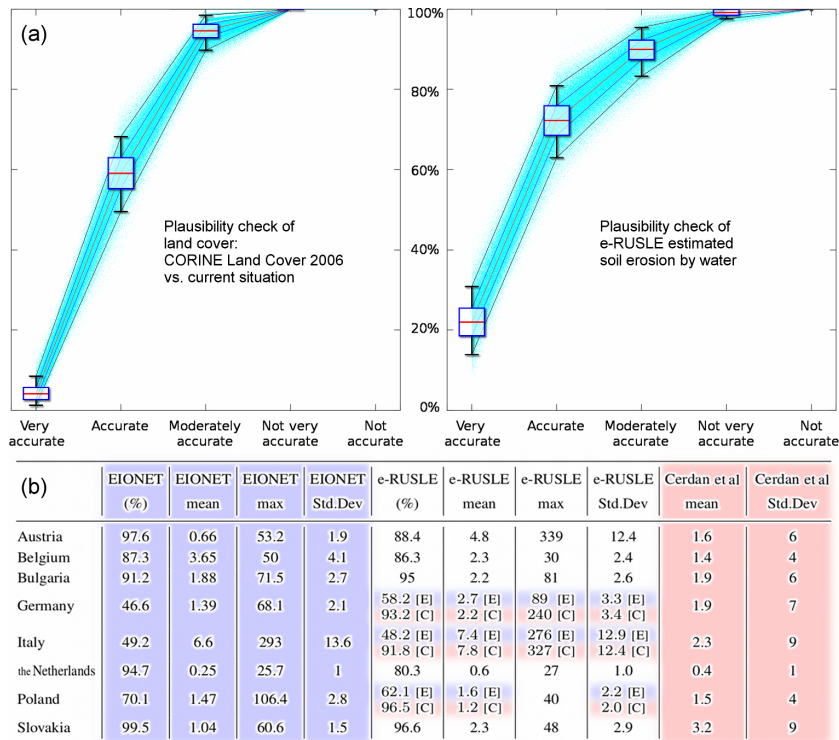 (a)
100%
80%
60%
40%
20%
0%
Plausibility check of
land cover:
CORINE Land Cover 2006
vs. current situation
Plausibility check of
e-RUSLE estimated
soil erosion by water
Very accurate Accurate Moderately accurate Not very accurate Not accurate
Very accurate Accurate Moderately accurate Not very accurate Not accurate
(b)
EIONET (%) EIONET mean EIONET max EIONET Std.Dev e-RUSLE (%) e-RUSLE mean e-RUSLE max e-RUSLE Std.Dev Cerdan et al mean Cerdan et al Std.Dev
Austria 97.6 0.66 53.2 1.9 88.4 4.8 339 12.4 1.6 6
Belgium 87.3 3.65 50 4.1 86.3 2.3 30 2.4 1.4 4
Bulgaria 91.2 1.88 71.5 2.7 95 2.2 81 2.6 1.9 6
Germany 46.6 1.39 68.1 2.1 58.2 [E] 2.7 [E] 89 [E] 3.3 [E] 1.9 7
93.2 [C] 2.2 [C] 240 [C] 3.4 [C]
Italy 49.2 6.6 293 13.6 48.2 [E] 7.4 [E] 276 [E] 12.9 [E] 2.3 9
91.8 [C] 7.8 [C] 327 [C] 12.4 [C]
the Netherlands 94.7 0.25 25.7 1 80.3 0.6 27 1.0 0.4 1
Poland 70.1 1.47 106.4 2.8 62.1 [E] 1.6 [E] 40 2.2 [E] 1.5 4
96.5 [C] 1.2 [C] 2.0 [C]
Slovakia 99.5 1.04 60.6 1.5 96.6 2.3 48 2.9 3.2 9